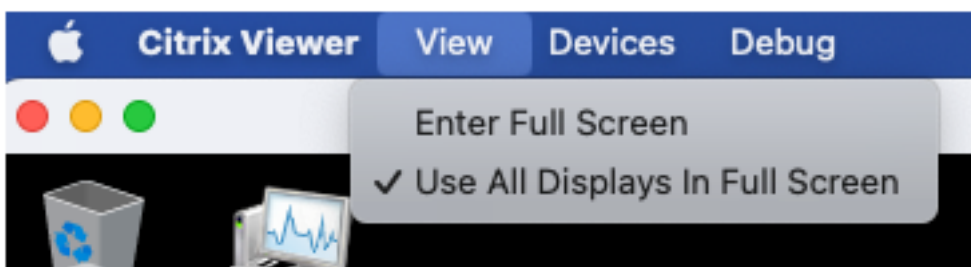 Citrix Viewer View Devices Debug
Enter Full Screen
✓ Use All Displays In Full Screen